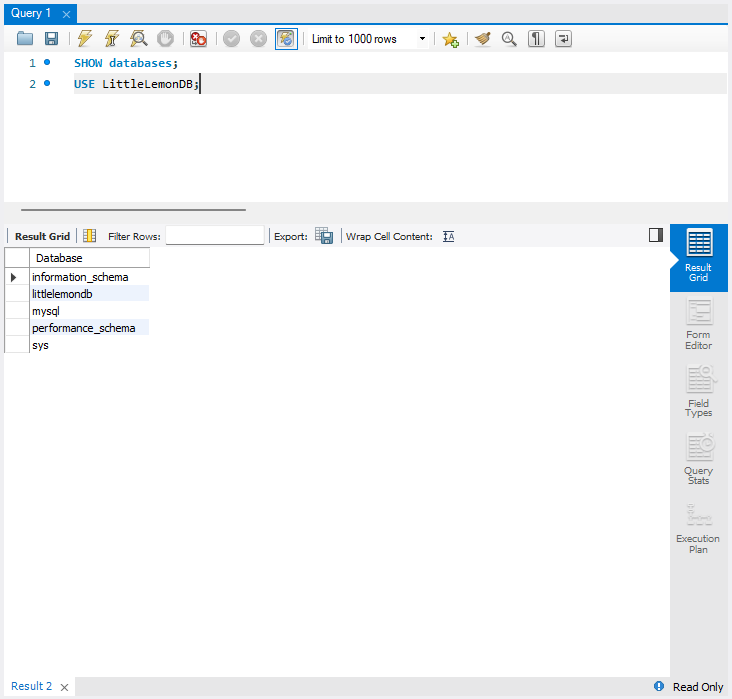 Query 1
Limit to 1000 rows
1 SHOW databases;
2 USE LittleLemonDB;
Result Grid Filter Rows: Export: Wrap Cell Content:
Database
information_schema
littlelemondb
mysql
performance_schema
sys
Result
Grid
Form
Editor
Field
Types
Query
Stats
Execution
Plan
Result 2 Read Only